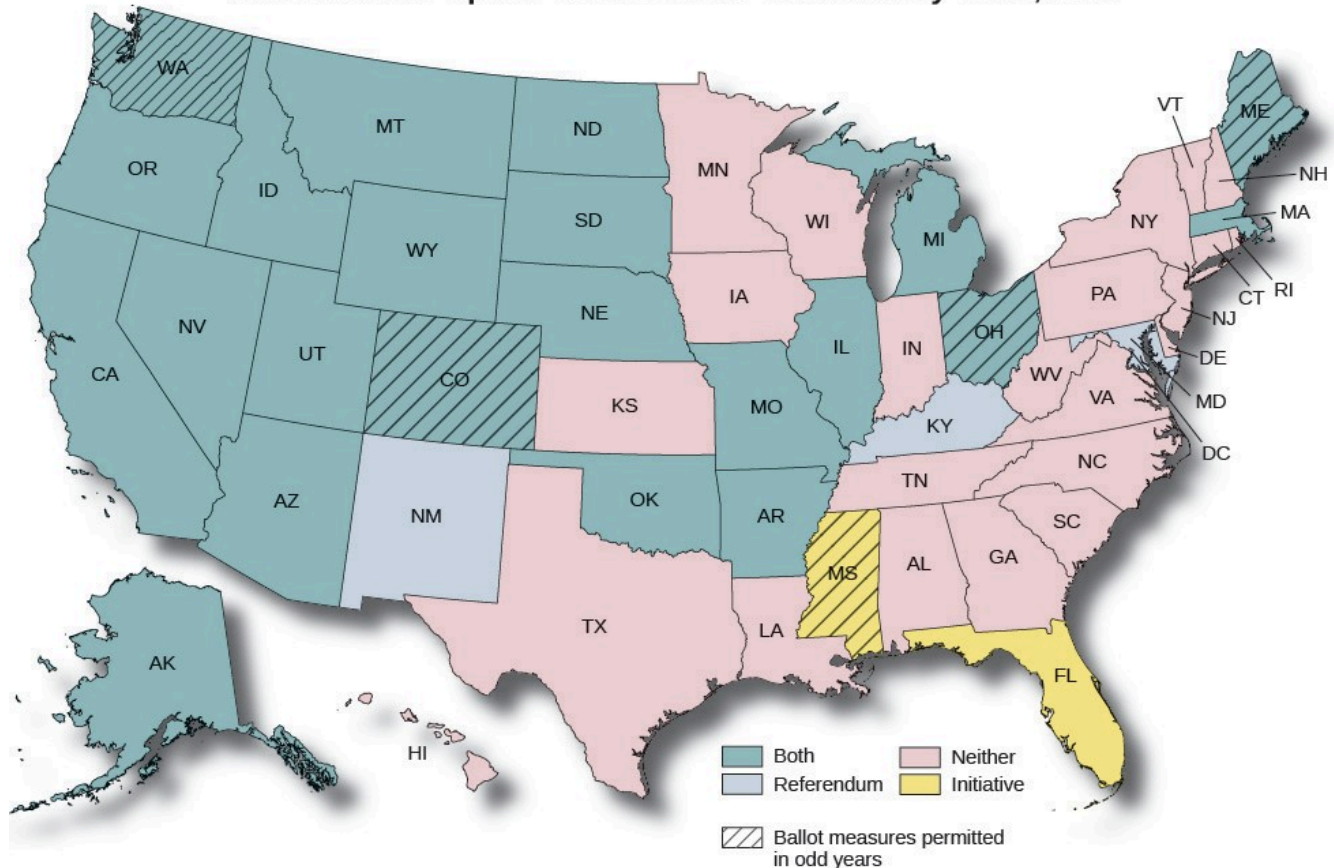 WA
MT
ND
MN
VT
ME
OR
ID
NH
SD
WI
MI
NY
MA
WY
IA
PA
RI
CT
NE
NV
UT
IL
IN
OH
NJ
CA
CO
WV
DE
KS
MO
VA
MD
KY
DC
NC
TN
AZ
NM
OK
AR
SC
MS
AL
GA
TX
LA
FL
AK
HI
Both
Neither
Referendum
Initiative
Ballot measures permitted
in odd years